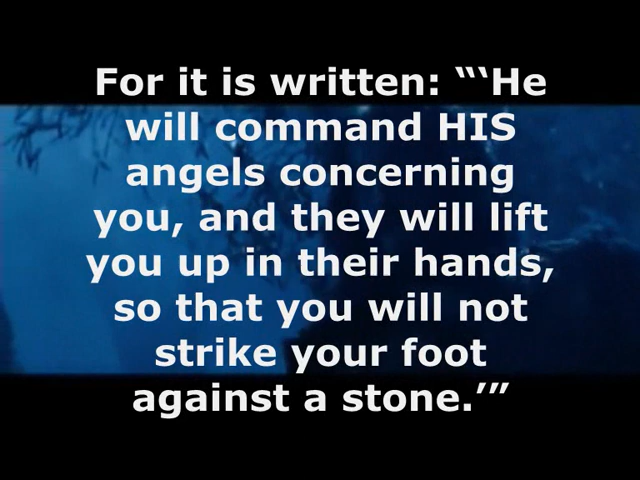 For it is written: “‘He
will command HIS
angels concerning
you, and they will lift
you up in their hands,
so that you will not
strike your foot
against a stone.’”